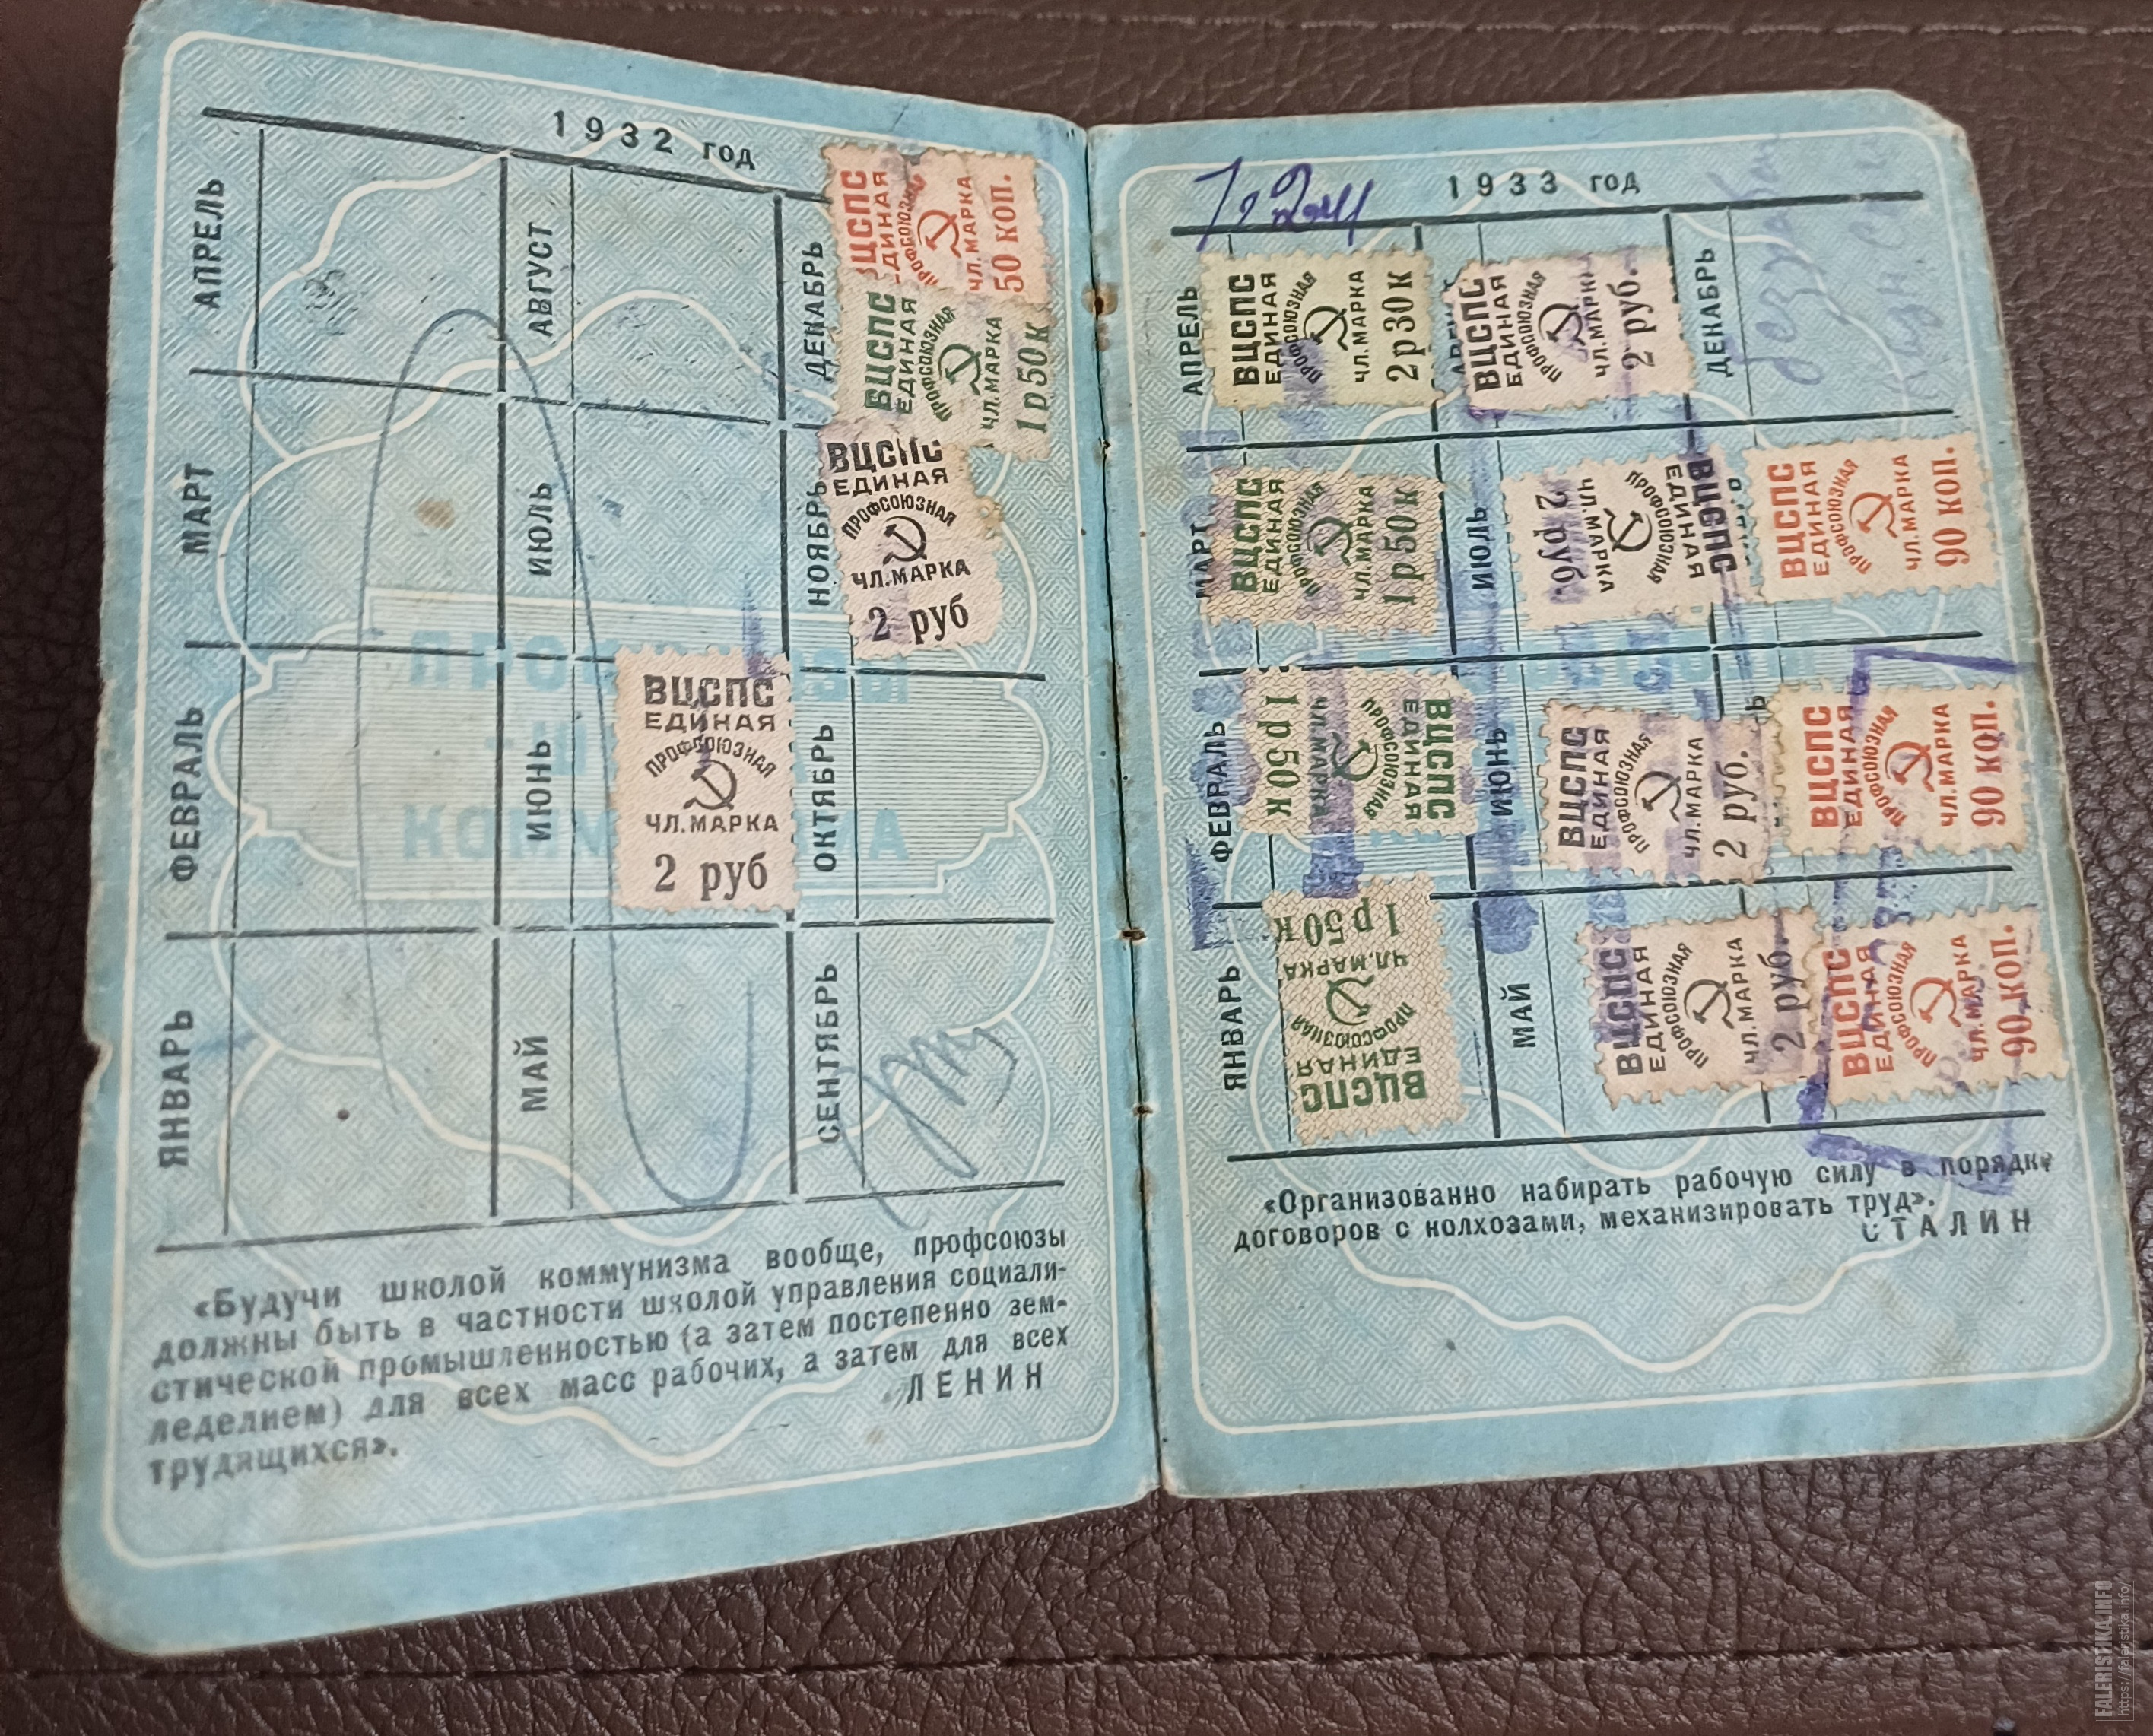 1932 год
АПРЕЛЬ
МАРТ
ФЕВРАЛЬ
ЯНВАРЬ
АВГУСТ
ИЮЛЬ
ИЮНЬ
МАЙ
ДЕКАБРЬ
НОЯБРЬ
ОКТЯБРЬ
СЕНТЯБРЬ
ВЦСПС
ЕДИНАЯ
ПРОФСОЮЗНАЯ
ЧЛ.МАРКА
50 КОП.
ВЦСПС
ЕДИНАЯ
ПРОФСОЮЗНАЯ
ЧЛ.МАРКА
1р50к
ВЦСПС
ЕДИНАЯ
ПРОФСОЮЗНАЯ
ЧЛ.МАРКА
2 руб
ВЦСПС
ЕДИНАЯ
ПРОФСОЮЗНАЯ
ЧЛ.МАРКА
2 руб
«Будучи школой коммунизма вообще, профсоюзы
должны быть в частности школой управления социали-
стической промышленностью (а затем постепенно зем-
леделием) для всех масс рабочих, а затем для всех
трудящихся».
ЛЕНИН
1933 год
АПРЕЛЬ
МАРТ
ФЕВРАЛЬ
ЯНВАРЬ
ИЮЛЬ
ИЮНЬ
МАЙ
ДЕКАБРЬ
ВЦСПС
ЕДИНАЯ
ПРОФСОЮЗНАЯ
ЧЛ.МАРКА
2р30к
ВЦСПС
ЕДИНАЯ
ПРОФСОЮЗНАЯ
ЧЛ.МАРКА
2 руб.
ВЦСПС
ЕДИНАЯ
ПРОФСОЮЗНАЯ
ЧЛ.МАРКА
1р50к
ВЦСПС
ЕДИНАЯ
ПРОФСОЮЗНАЯ
ЧЛ.МАРКА
2 руб.
ВЦСПС
ЕДИНАЯ
ПРОФСОЮЗНАЯ
ЧЛ.МАРКА
90 КОП.
ВЦСПС
ЕДИНАЯ
ПРОФСОЮЗНАЯ
ЧЛ.МАРКА
1р50к
ВЦСПС
ЕДИНАЯ
ПРОФСОЮЗНАЯ
ЧЛ.МАРКА
2 руб.
ВЦСПС
ЕДИНАЯ
ПРОФСОЮЗНАЯ
ЧЛ.МАРКА
90 КОП.
ВЦСПС
ЕДИНАЯ
ПРОФСОЮЗНАЯ
ЧЛ.МАРКА
1р50к
ВЦСПС
ЕДИНАЯ
ПРОФСОЮЗНАЯ
ЧЛ.МАРКА
2 руб.
ВЦСПС
ЕДИНАЯ
ПРОФСОЮЗНАЯ
ЧЛ.МАРКА
90 КОП.
«Организованно набирать рабочую силу в порядке
договоров с колхозами, механизировать труд».
СТАЛИН
FALERISTIKA.INFO
https://faleristika.info/